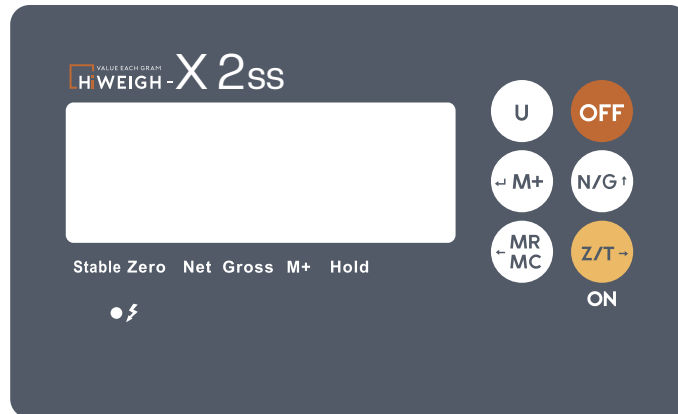 VALUE EACH GRAM
HiWEIGH - X 2ss
U
OFF
↵ M+
N/G ↑
← MR
MC
Z/T →
Stable Zero Net Gross M+ Hold
ON